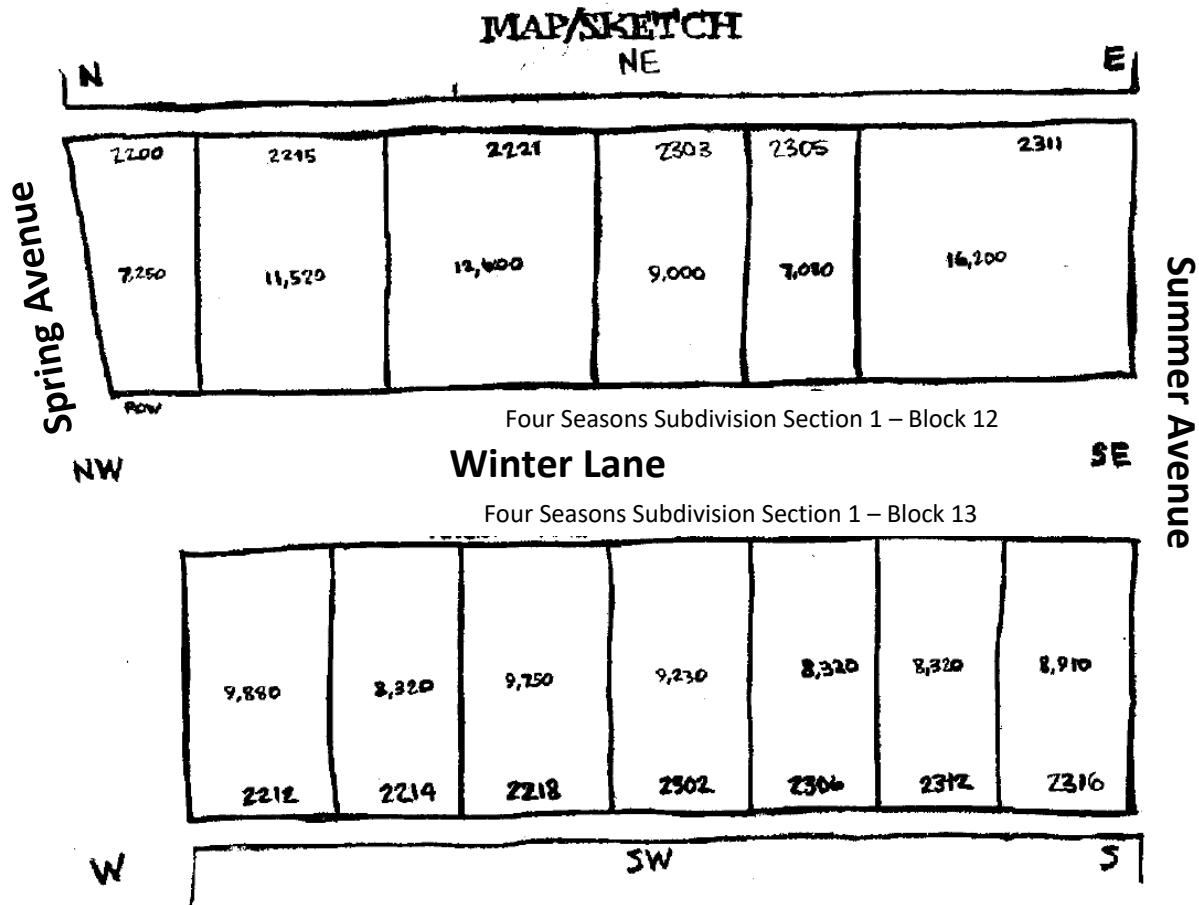 MAP/SKETCH
N NE E
2200 2215 2221 2303 2305 2311
7,250 11,520 12,600 9,000 7,080 16,200
Spring Avenue
Summer Avenue
ROW
Four Seasons Subdivision Section 1 – Block 12
NW Winter Lane SE
Four Seasons Subdivision Section 1 – Block 13
9,880 8,320 9,750 9,230 8,320 8,320 8,910
2212 2214 2218 2302 2306 2312 2316
W SW S